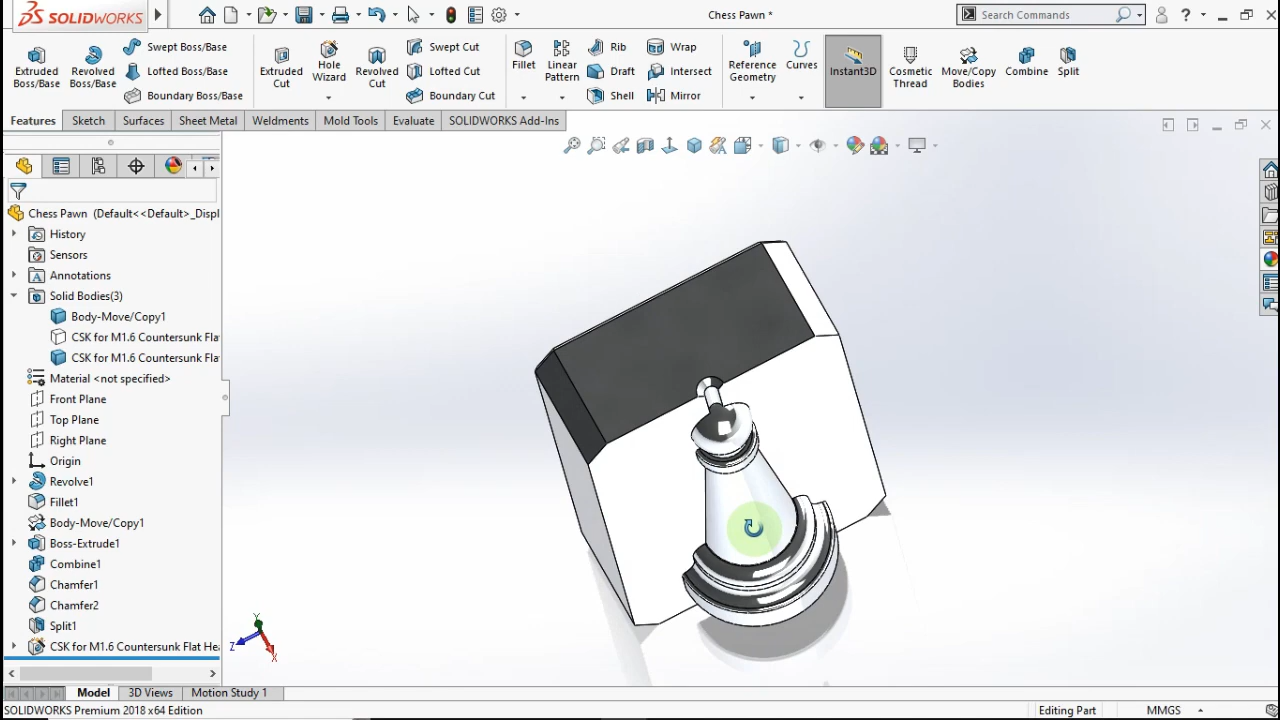 SOLIDWORKS
Chess Pawn *
Search Commands
?
Extruded Boss/Base
Revolved Boss/Base
Swept Boss/Base
Lofted Boss/Base
Boundary Boss/Base
Extruded Cut
Hole Wizard
Revolved Cut
Swept Cut
Lofted Cut
Boundary Cut
Fillet
Linear Pattern
Rib
Draft
Shell
Wrap
Intersect
Mirror
Reference Geometry
Curves
Instant3D
Cosmetic Thread
Move/Copy Bodies
Combine
Split
Features
Sketch
Surfaces
Sheet Metal
Weldments
Mold Tools
Evaluate
SOLIDWORKS Add-Ins
Chess Pawn (Default<<Default>_Displ
History
Sensors
Annotations
Solid Bodies(3)
Body-Move/Copy1
CSK for M1.6 Countersunk Fla
CSK for M1.6 Countersunk Fla
Material <not specified>
Front Plane
Top Plane
Right Plane
Origin
Revolve1
Fillet1
Body-Move/Copy1
Boss-Extrude1
Combine1
Chamfer1
Chamfer2
Split1
CSK for M1.6 Countersunk Flat He
Y
Z
X
Model
3D Views
Motion Study 1
SOLIDWORKS Premium 2018 x64 Edition
Editing Part
MMGS